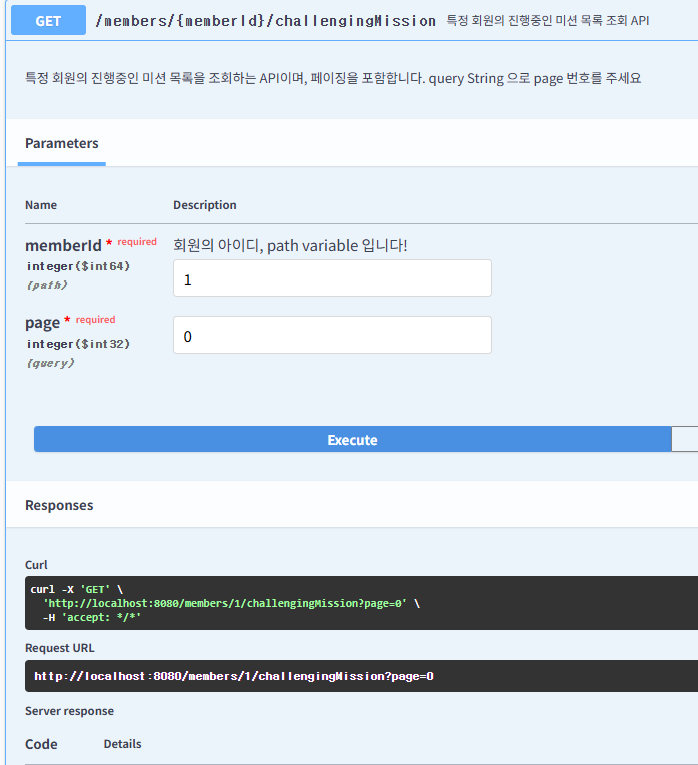 GET /members/{memberId}/challengingMission 특정 회원의 진행중인 미션 목록 조회 API
특정 회원의 진행중인 미션 목록을 조회하는 API이며, 페이징을 포함합니다. query String 으로 page 번호를 주세요
Parameters
Name Description
memberId * required 회원의 아이디, path variable 입니다!
integer($int64) 1
(path)
page * required
integer($int32) 0
(query)
Execute
Responses
Curl
curl -X 'GET' \
'http://localhost:8080/members/1/challengingMission?page=0' \
-H 'accept: */*'
Request URL
http://localhost:8080/members/1/challengingMission?page=0
Server response
Code Details